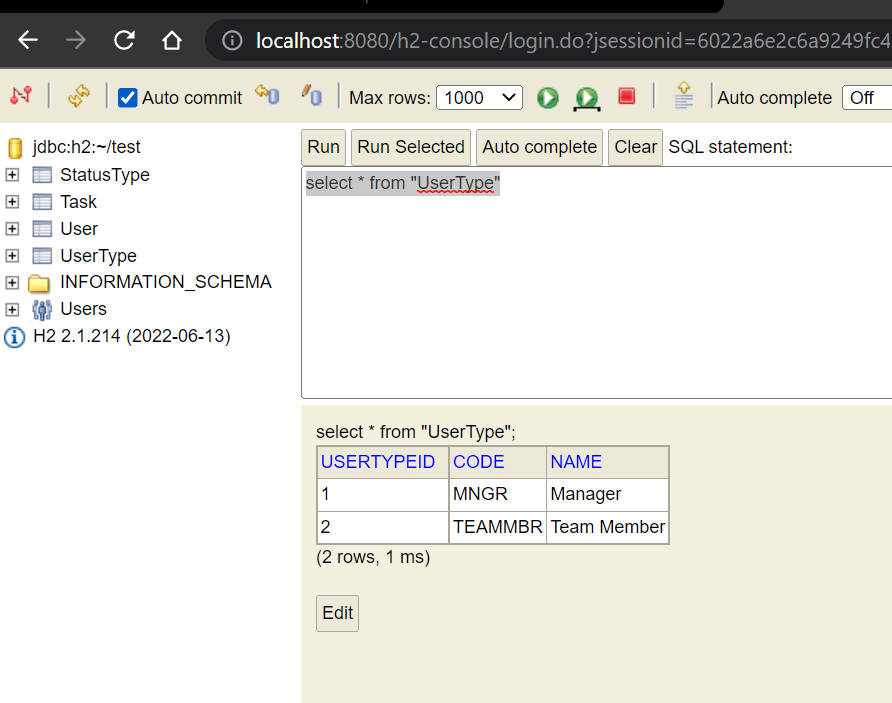 localhost:8080/h2-console/login.do?jsessionid=6022a6e2c6a9249fc4
Auto commit Max rows: 1000 Auto complete Off
jdbc:h2:~/test
StatusType
Task
User
UserType
INFORMATION_SCHEMA
Users
H2 2.1.214 (2022-06-13)
Run Run Selected Auto complete Clear SQL statement:
select * from "UserType"
select * from "UserType";
USERTYPEID CODE NAME
1 MNGR Manager
2 TEAMMBR Team Member
(2 rows, 1 ms)
Edit